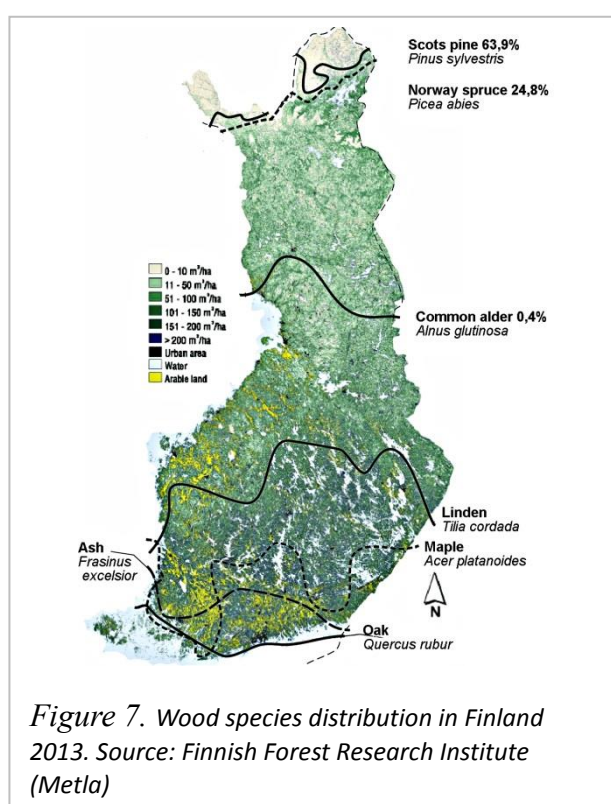 Scots pine 63,9%
Pinus sylvestris
Norway spruce 24,8%
Picea abies
0 - 10 m³/ha
11 - 50 m³/ha
51 - 100 m³/ha
101 - 150 m³/ha
151 - 200 m³/ha
> 200 m³/ha
Urban area
Water
Arable land
Common alder 0,4%
Alnus glutinosa
Linden
Tilia cordada
Ash
Frasinus
excelsior
Maple
Acer platanoides
N
Oak
Quercus rubur
Figure 7. Wood species distribution in Finland
2013. Source: Finnish Forest Research Institute
(Metla)